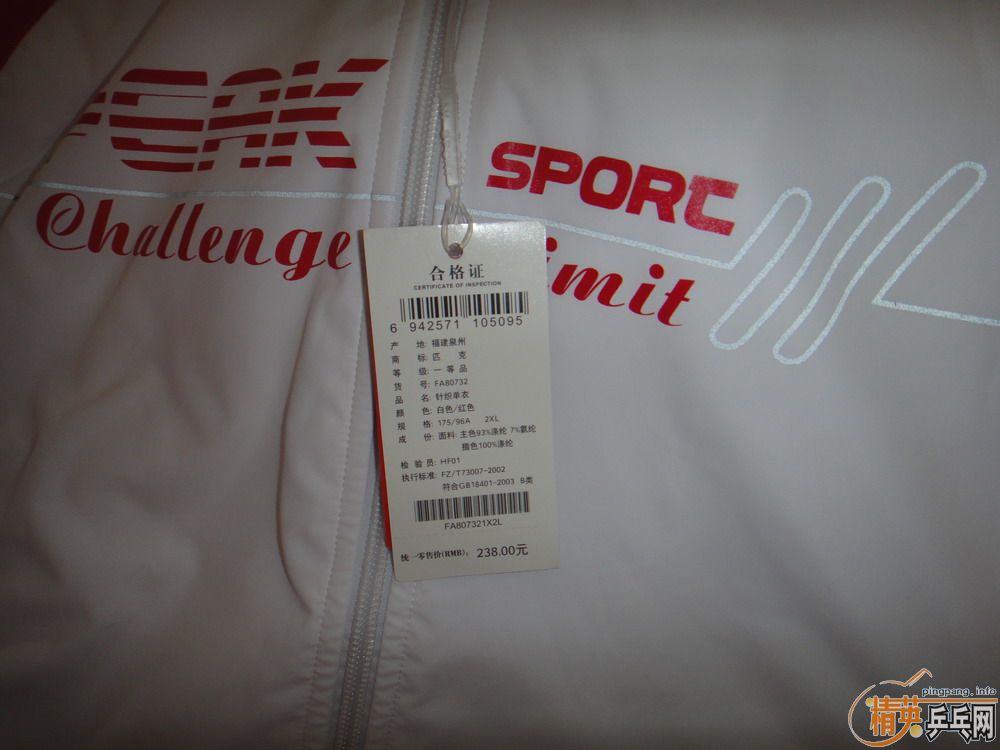 PEAK
SPORT
Challenge
imit
合格证
CERTIFICATE OF INSPECTION
6 942571 105095
产 地: 福建泉州
商 标: 匹 克
等 级: 一 等 品
货 号: FA80732
品 名: 针织单衣
颜 色: 白色/红色
规 格: 175/96A 2XL
成 份: 面料: 主色93%涤纶 7%氨纶
插色100%涤纶
检 验 员: HF01
执行标准: FZ/T73007-2002
符合GB18401-2003 B类
FA807321X2L
统一零售价(RMB): 238.00元
pingpang.info
精英乒乓网